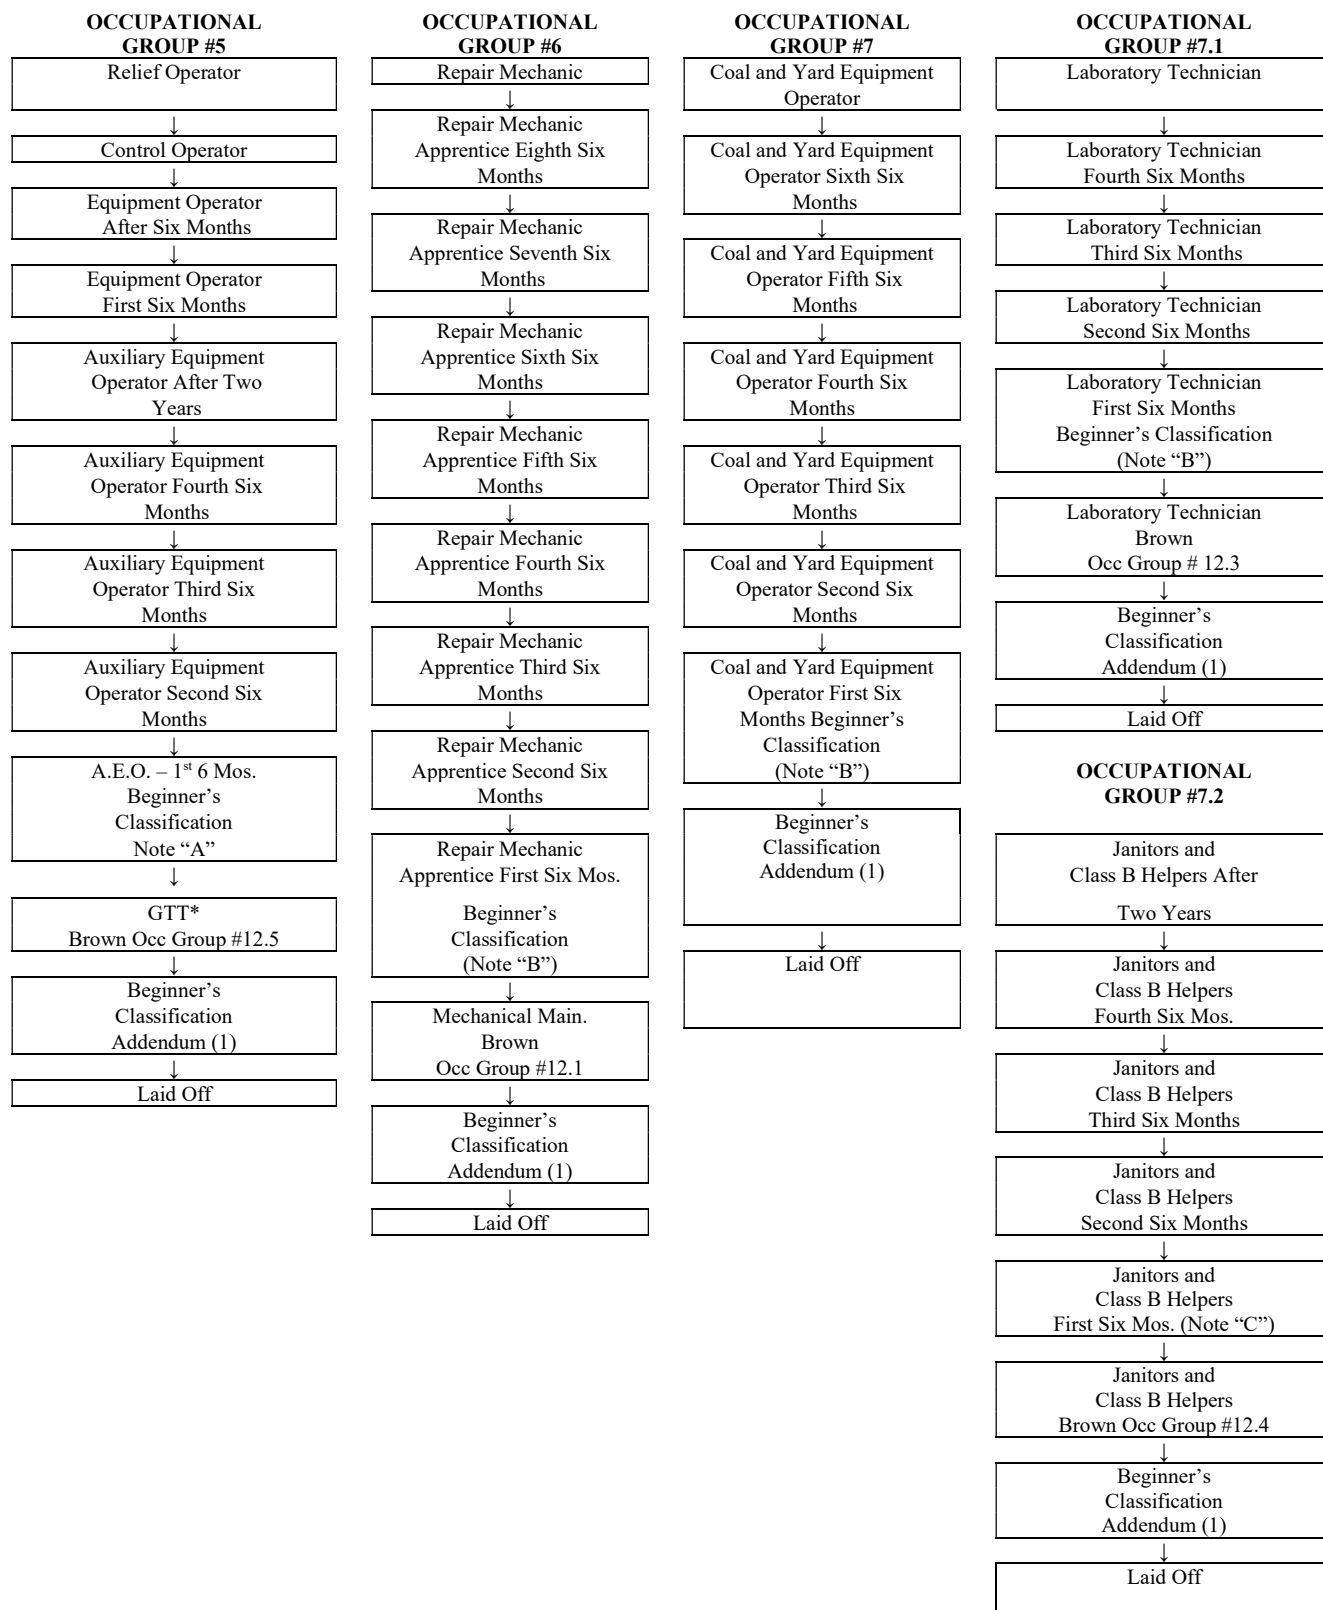 OCCUPATIONAL
GROUP #5
Relief Operator
↓
Control Operator
↓
Equipment Operator
After Six Months
↓
Equipment Operator
First Six Months
↓
Auxiliary Equipment
Operator After Two
Years
↓
Auxiliary Equipment
Operator Fourth Six
Months
↓
Auxiliary Equipment
Operator Third Six
Months
↓
Auxiliary Equipment
Operator Second Six
Months
↓
A.E.O. – 1st 6 Mos.
Beginner’s
Classification
Note “A”
↓
GTT*
Brown Occ Group #12.5
↓
Beginner’s
Classification
Addendum (1)
↓
Laid Off
OCCUPATIONAL
GROUP #6
Repair Mechanic
↓
Repair Mechanic
Apprentice Eighth Six
Months
↓
Repair Mechanic
Apprentice Seventh Six
Months
↓
Repair Mechanic
Apprentice Sixth Six
Months
↓
Repair Mechanic
Apprentice Fifth Six
Months
↓
Repair Mechanic
Apprentice Fourth Six
Months
↓
Repair Mechanic
Apprentice Third Six
Months
↓
Repair Mechanic
Apprentice Second Six
Months
↓
Repair Mechanic
Apprentice First Six Mos.
Beginner’s
Classification
(Note “B”)
↓
Mechanical Main.
Brown
Occ Group #12.1
↓
Beginner’s
Classification
Addendum (1)
↓
Laid Off
OCCUPATIONAL
GROUP #7
Coal and Yard Equipment
Operator
↓
Coal and Yard Equipment
Operator Sixth Six
Months
↓
Coal and Yard Equipment
Operator Fifth Six
Months
↓
Coal and Yard Equipment
Operator Fourth Six
Months
↓
Coal and Yard Equipment
Operator Third Six
Months
↓
Coal and Yard Equipment
Operator Second Six
Months
↓
Coal and Yard Equipment
Operator First Six
Months Beginner’s
Classification
(Note “B”)
↓
Beginner’s
Classification
Addendum (1)
↓
Laid Off
OCCUPATIONAL
GROUP #7.1
Laboratory Technician
↓
Laboratory Technician
Fourth Six Months
↓
Laboratory Technician
Third Six Months
↓
Laboratory Technician
Second Six Months
↓
Laboratory Technician
First Six Months
Beginner’s Classification
(Note “B”)
↓
Laboratory Technician
Brown
Occ Group # 12.3
↓
Beginner’s
Classification
Addendum (1)
↓
Laid Off
OCCUPATIONAL
GROUP #7.2
Janitors and
Class B Helpers After
Two Years
↓
Janitors and
Class B Helpers
Fourth Six Mos.
↓
Janitors and
Class B Helpers
Third Six Months
↓
Janitors and
Class B Helpers
Second Six Months
↓
Janitors and
Class B Helpers
First Six Mos. (Note “C”)
↓
Janitors and
Class B Helpers
Brown Occ Group #12.4
↓
Beginner’s
Classification
Addendum (1)
↓
Laid Off